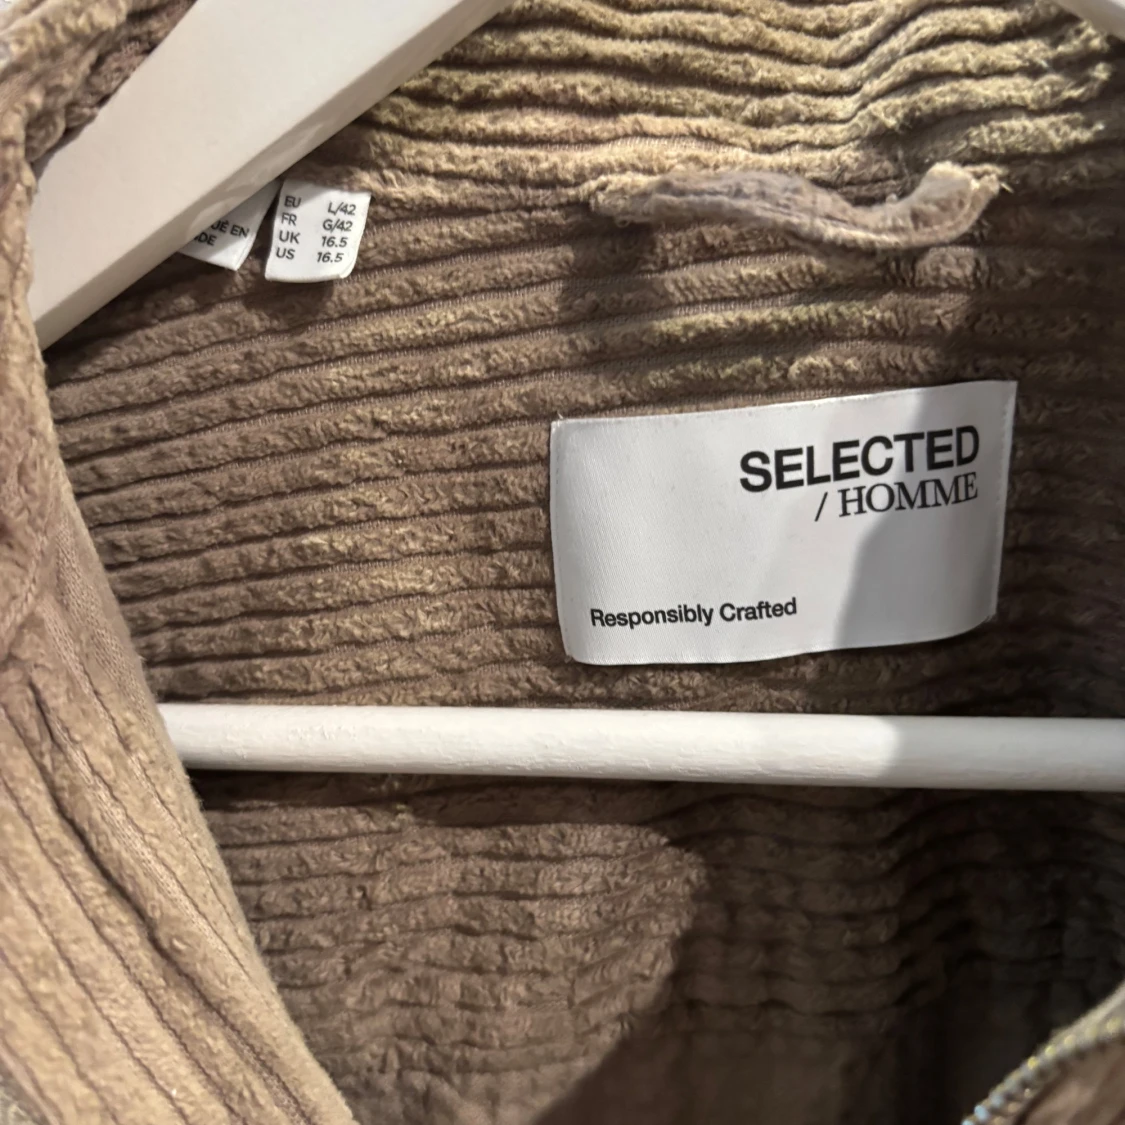 EU L/42
FR G/42
UK 16.5
US 16.5
SELECTED
/ HOMME
Responsibly Crafted